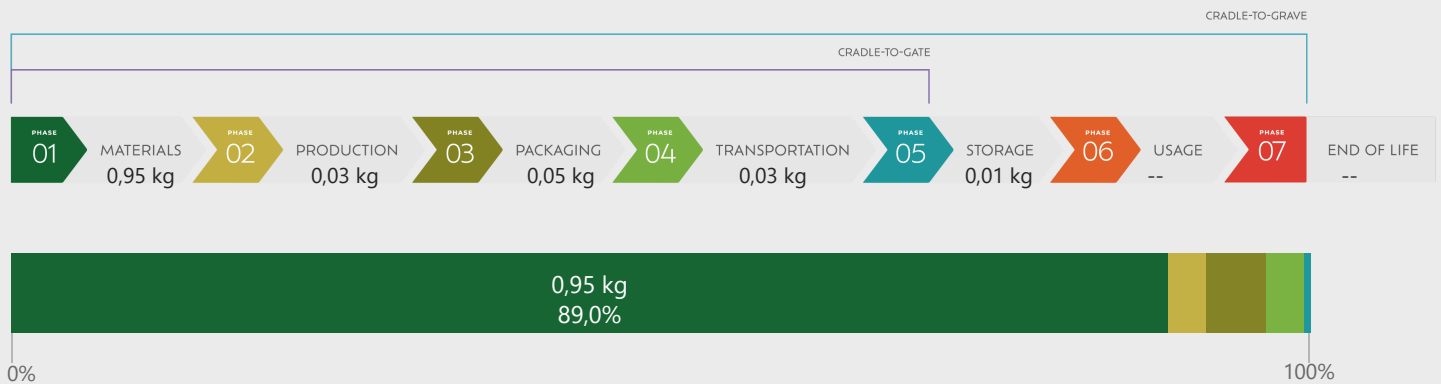 CRADLE-TO-GRAVE
CRADLE-TO-GATE
PHASE
01
MATERIALS
0,95 kg
PHASE
02
PRODUCTION
0,03 kg
PHASE
03
PACKAGING
0,05 kg
PHASE
04
TRANSPORTATION
0,03 kg
PHASE
05
STORAGE
0,01 kg
PHASE
06
USAGE
--
PHASE
07
END OF LIFE
--
0,95 kg
89,0%
0%
100%